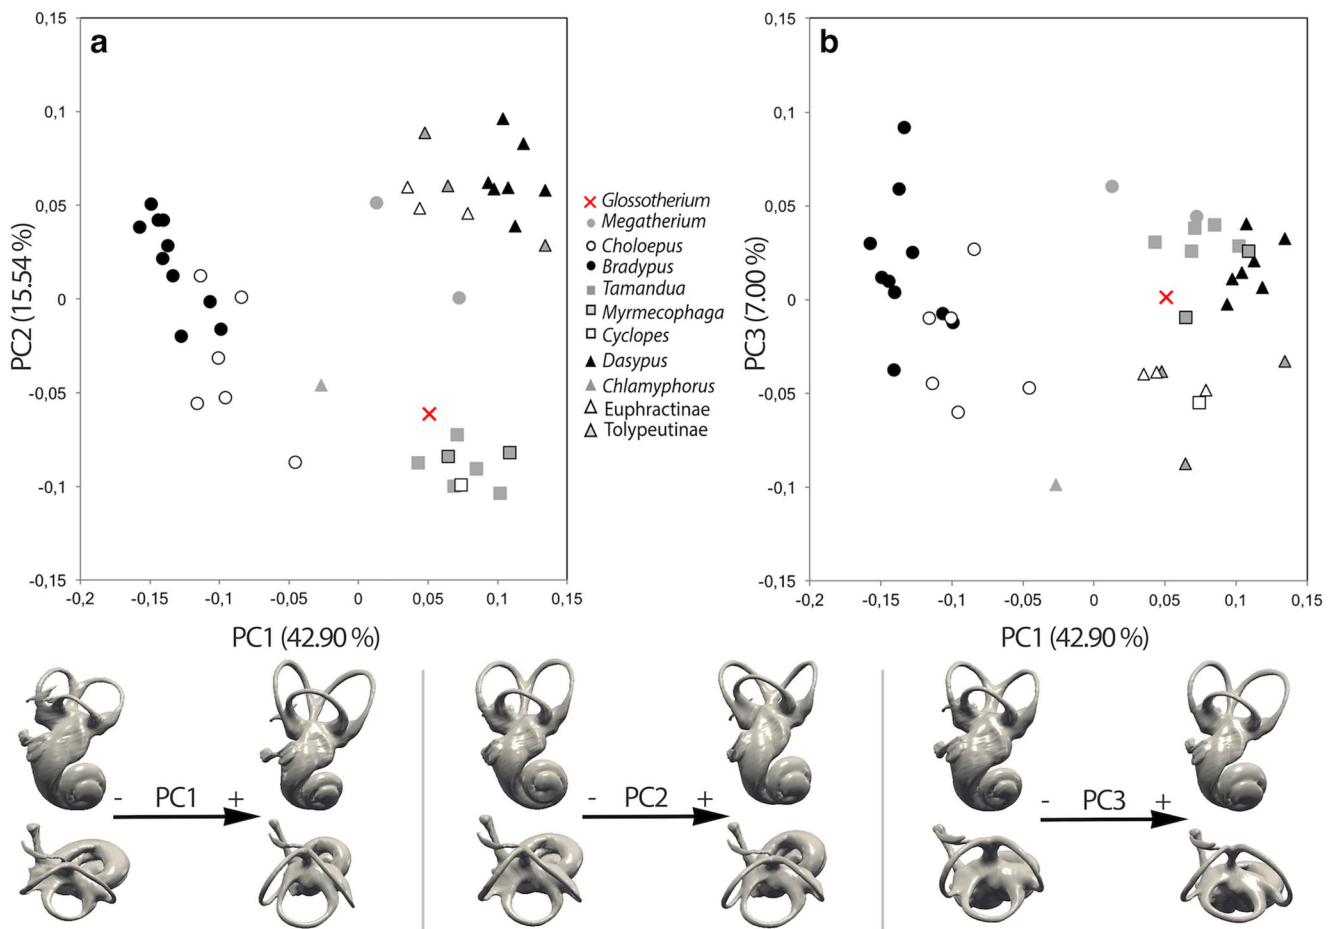 a
PC2 (15.54 %)
0,15
0,1
0,05
0
-0,05
-0,1
-0,15
-0,2 -0,15 -0,1 -0,05 0 0,05 0,1 0,15
PC1 (42.90 %)
Glossotherium
Megatherium
Choloepus
Bradypus
Tamandua
Myrmecophaga
Cyclopes
Dasypus
Chlamyphorus
Euphractinae
Tolypeutinae
b
PC3 (7.00 %)
0,15
0,1
0,05
0
-0,05
-0,1
-0,15
-0,2 -0,15 -0,1 -0,05 0 0,05 0,1 0,15
PC1 (42.90 %)
- PC1 +
- PC2 +
- PC3 +